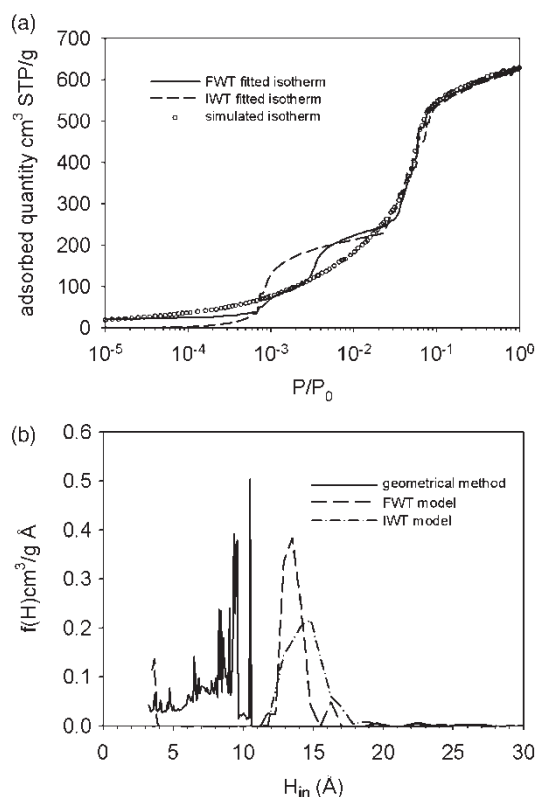 (a)
700
600
500
400
300
200
100
0
adsorbed quantity cm³ STP/g
FWT fitted isotherm
IWT fitted isotherm
simulated isotherm
10⁻⁵ 10⁻⁴ 10⁻³ 10⁻² 10⁻¹ 10⁰
P/P₀
(b)
0.6
0.5
0.4
0.3
0.2
0.1
0.0
f(H)cm³/g Å
geometrical method
FWT model
IWT model
0 5 10 15 20 25 30
H_in (Å)